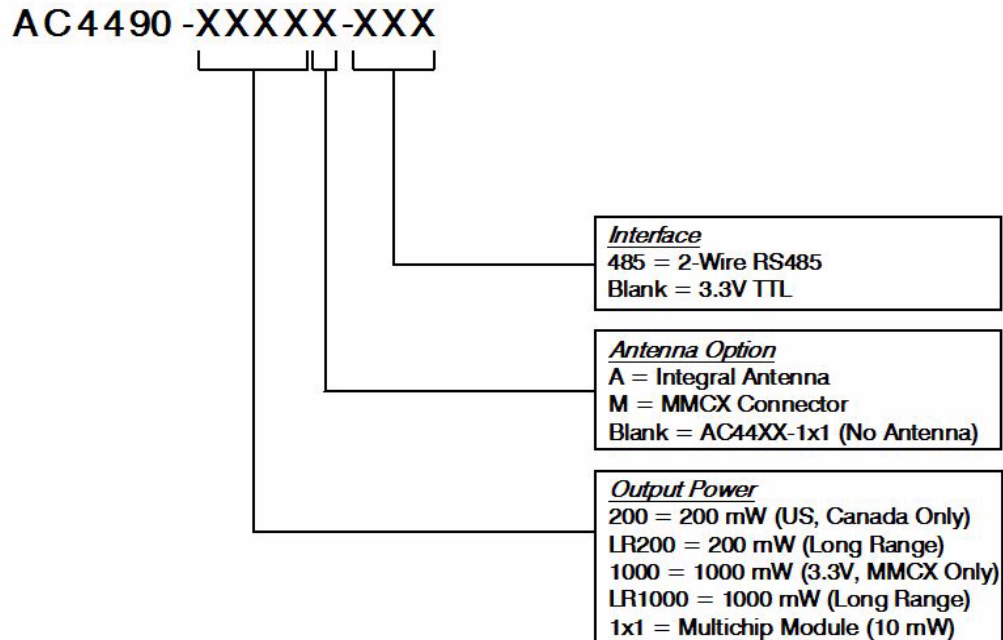 AC4490-XXXXX-XXX
Interface
485 = 2-Wire RS485
Blank = 3.3V TTL
Antenna Option
A = Integral Antenna
M = MMCX Connector
Blank = AC44XX-1x1 (No Antenna)
Output Power
200 = 200 mW (US, Canada Only)
LR200 = 200 mW (Long Range)
1000 = 1000 mW (3.3V, MMCX Only)
LR1000 = 1000 mW (Long Range)
1x1 = Multichip Module (10 mW)